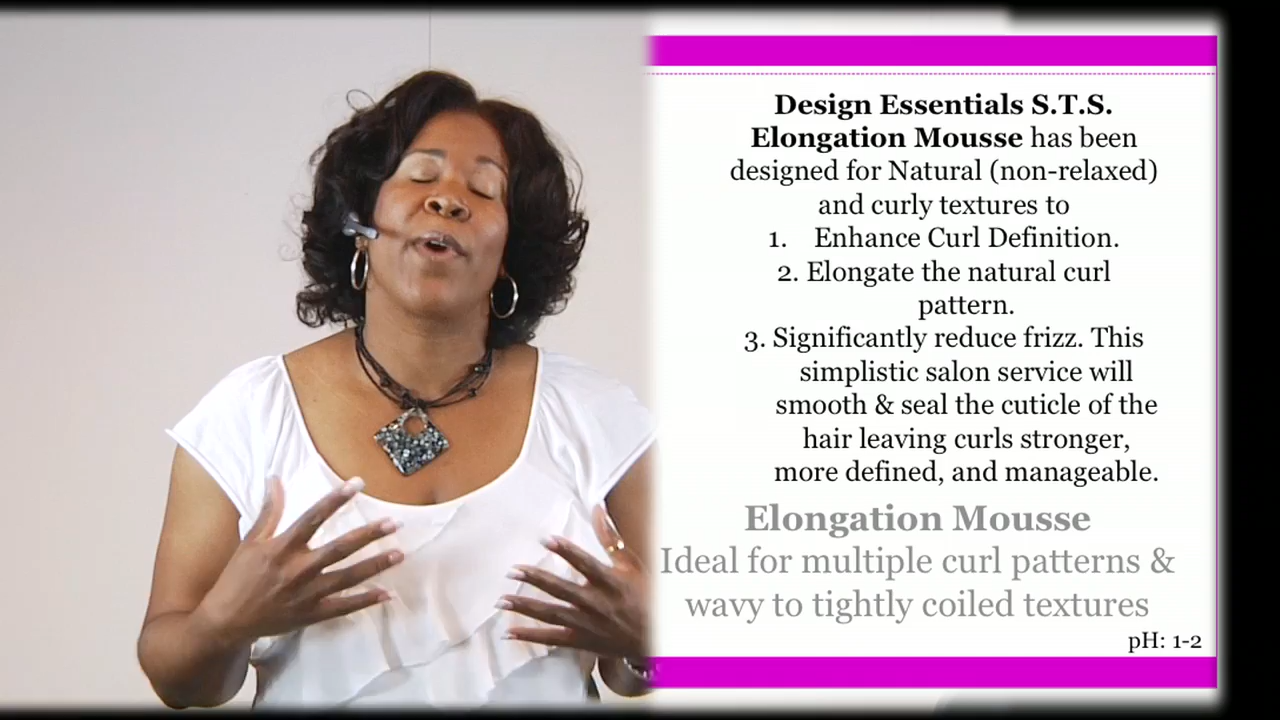 Design Essentials S.T.S.
Elongation Mousse has been
designed for Natural (non-relaxed)
and curly textures to
1. Enhance Curl Definition.
2. Elongate the natural curl
pattern.
3. Significantly reduce frizz. This
simplistic salon service will
smooth & seal the cuticle of the
hair leaving curls stronger,
more defined, and manageable.
Elongation Mousse
Ideal for multiple curl patterns &
wavy to tightly coiled textures
pH: 1-2